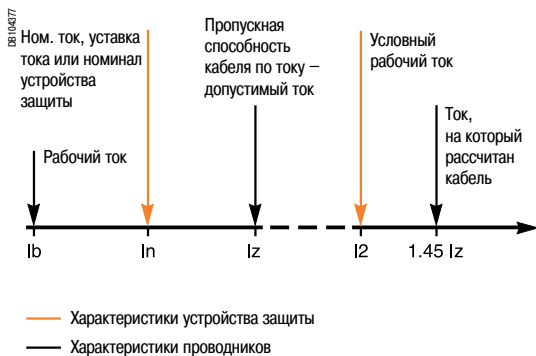 DB104377
Ном. ток, уставка
тока или номинал
устройства
защиты
Пропускная
способность
кабеля по току –
допустимый ток
Условный
рабочий ток
Ток,
на который
рассчитан
кабель
Рабочий ток
Ib
In
Iz
I2
1.45 Iz
Характеристики устройства защиты
Характеристики проводников